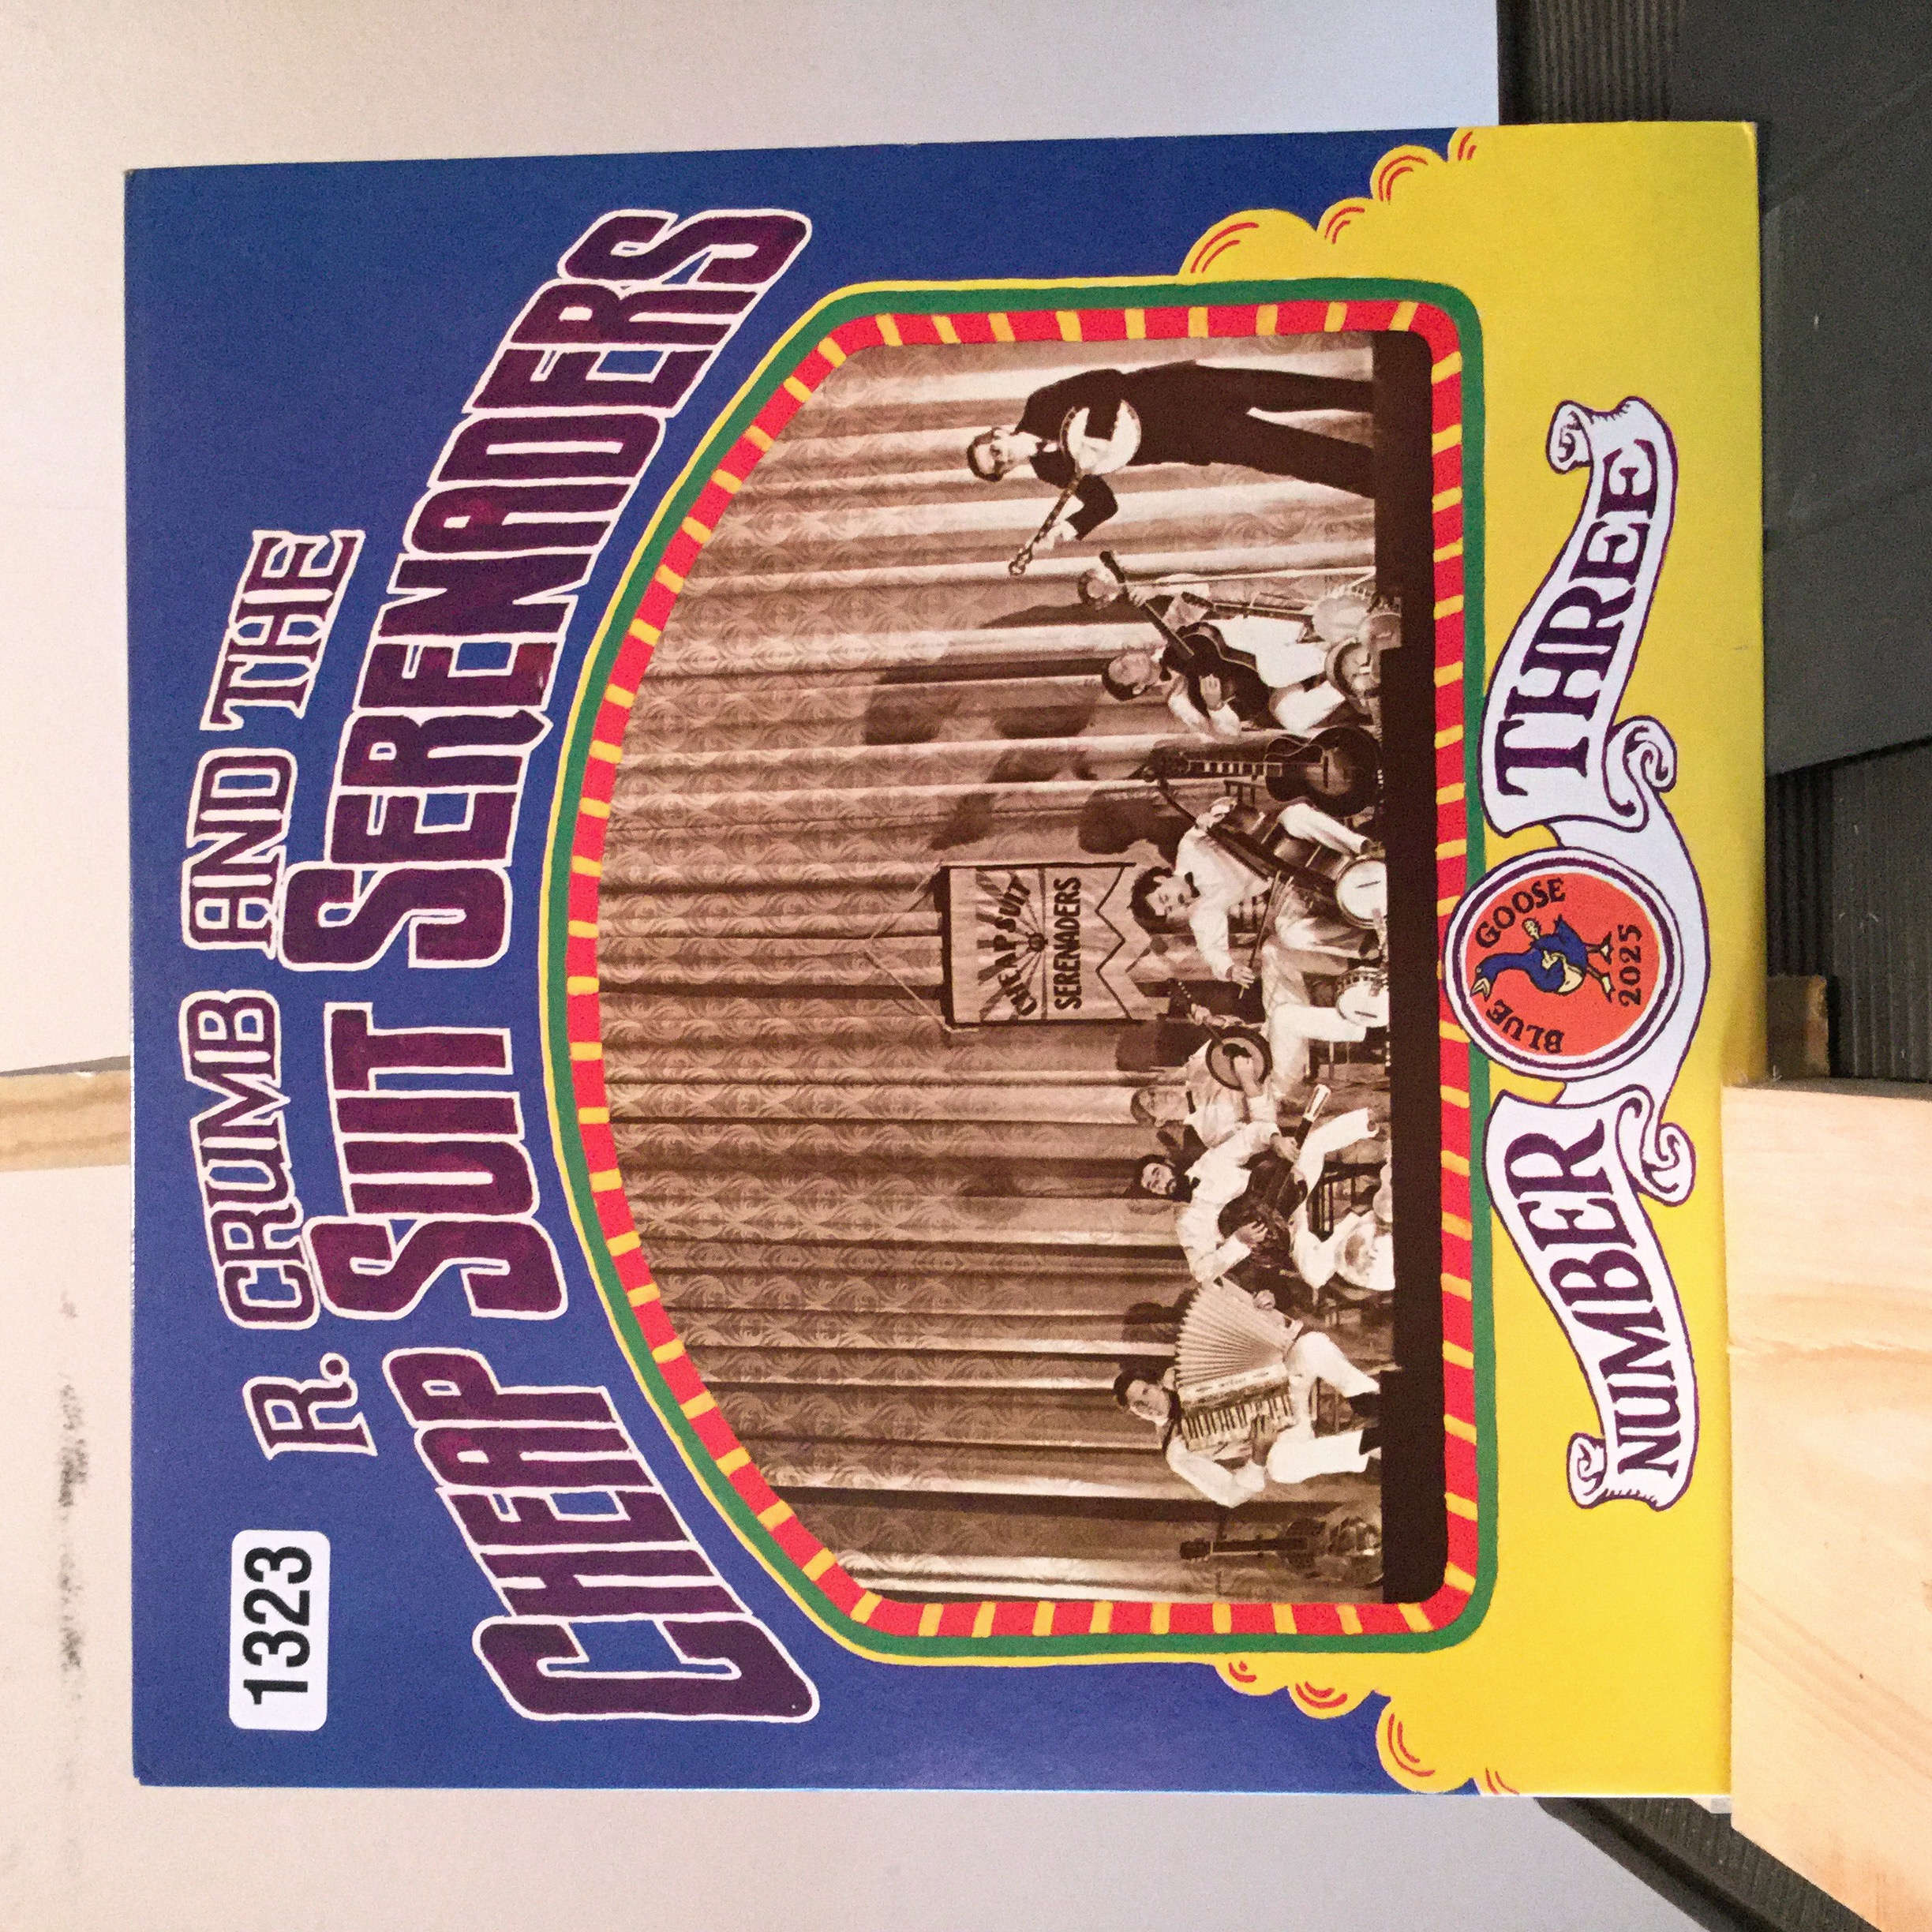 1323
R. CRUMB AND THE
CHEAP SUIT SERENADERS
CHEAP SUIT
SERENADERS
NUMBER THREE
BLUE GOOSE
2025